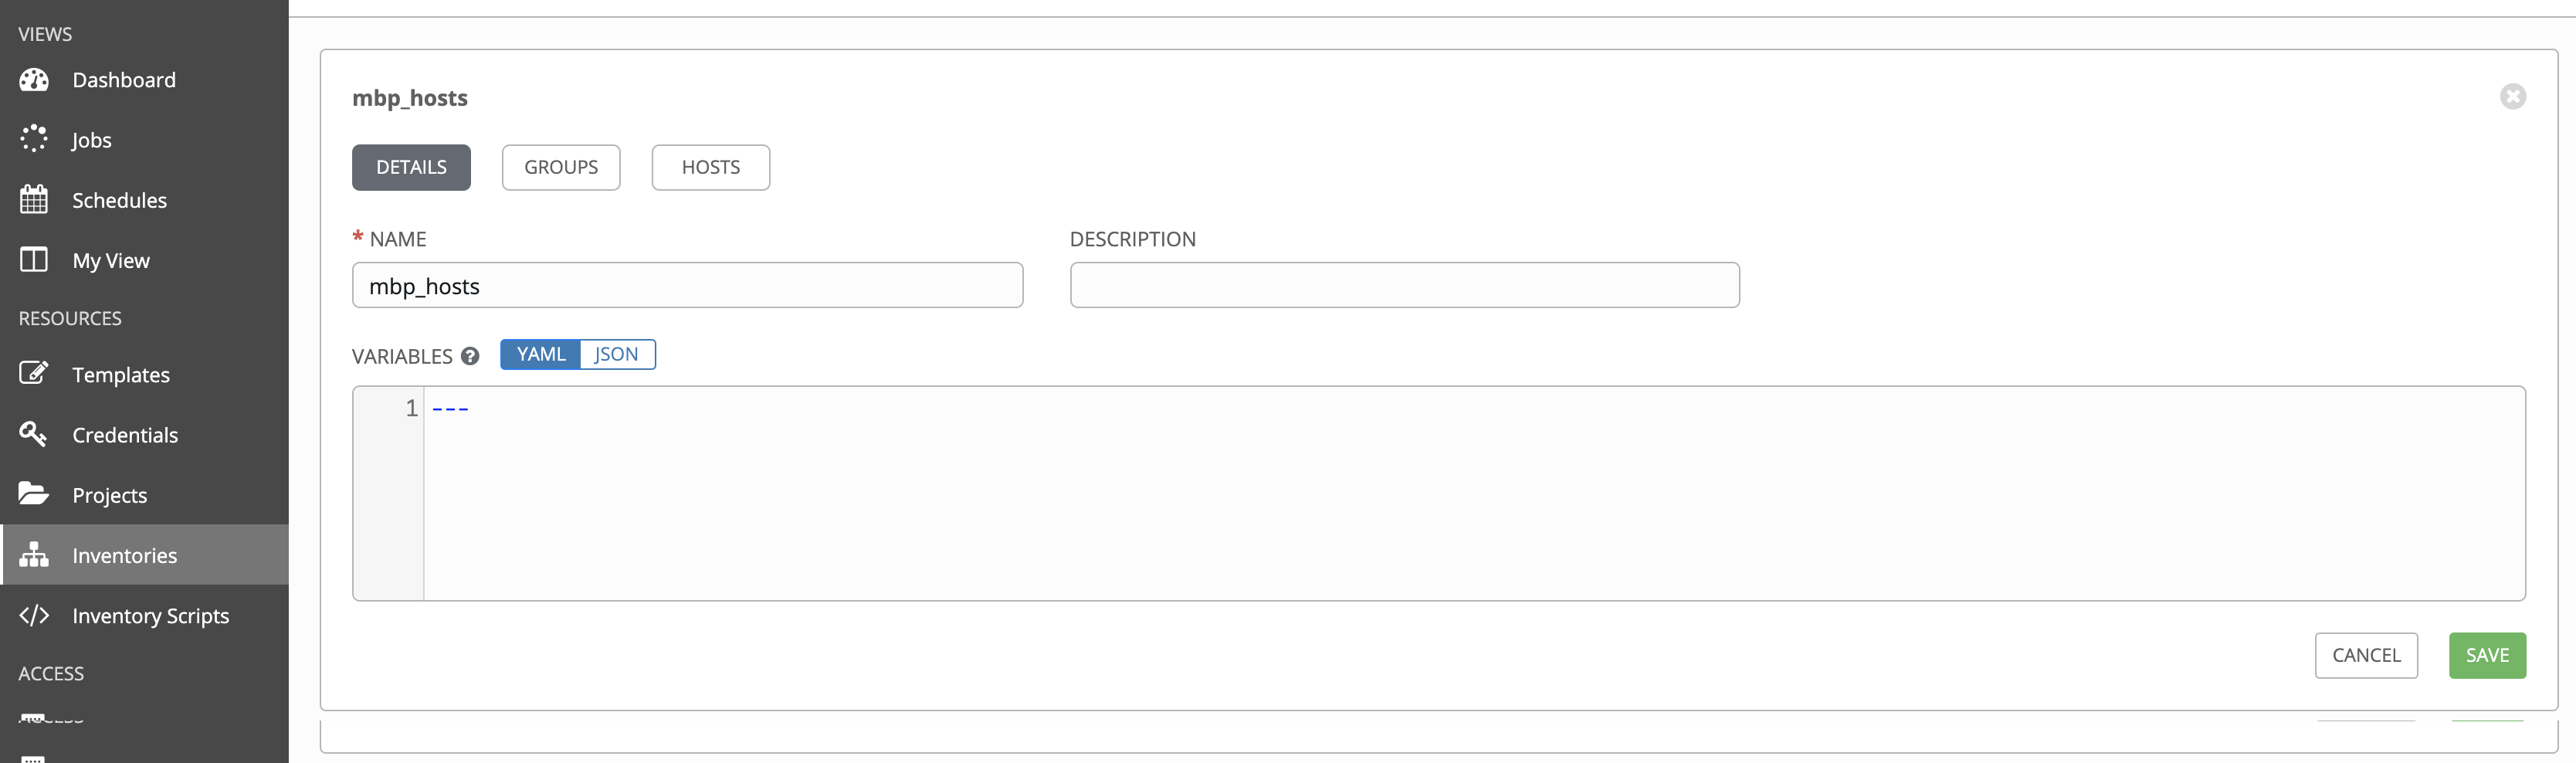 VIEWS
Dashboard
Jobs
Schedules
My View
RESOURCES
Templates
Credentials
Projects
Inventories
Inventory Scripts
ACCESS
mbp_hosts
DETAILS
GROUPS
HOSTS
* NAME
mbp_hosts
DESCRIPTION
VARIABLES ?
YAML
JSON
1 ---
CANCEL
SAVE